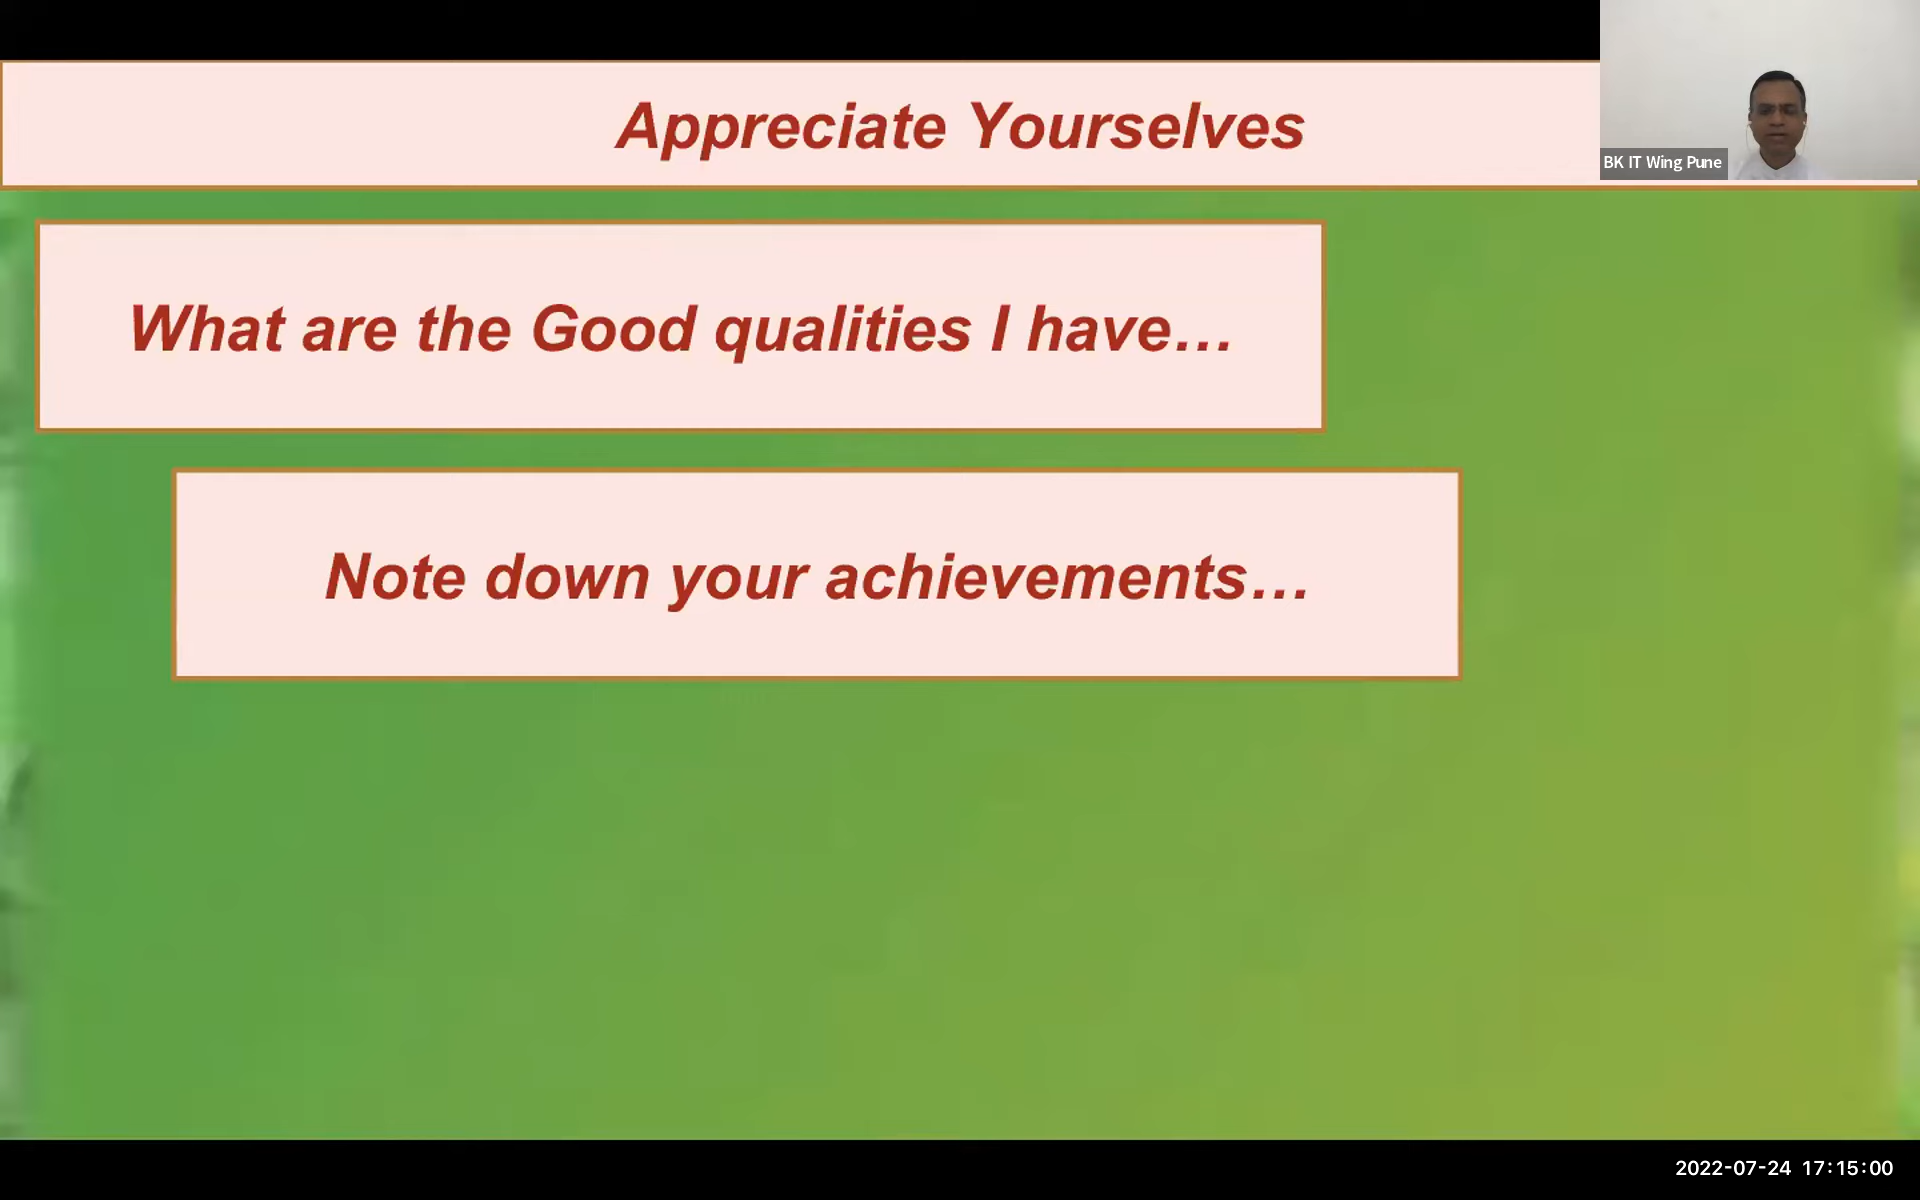 Appreciate Yourselves
BK IT Wing Pune
What are the Good qualities I have…
Note down your achievements…
2022-07-24 17:15:00